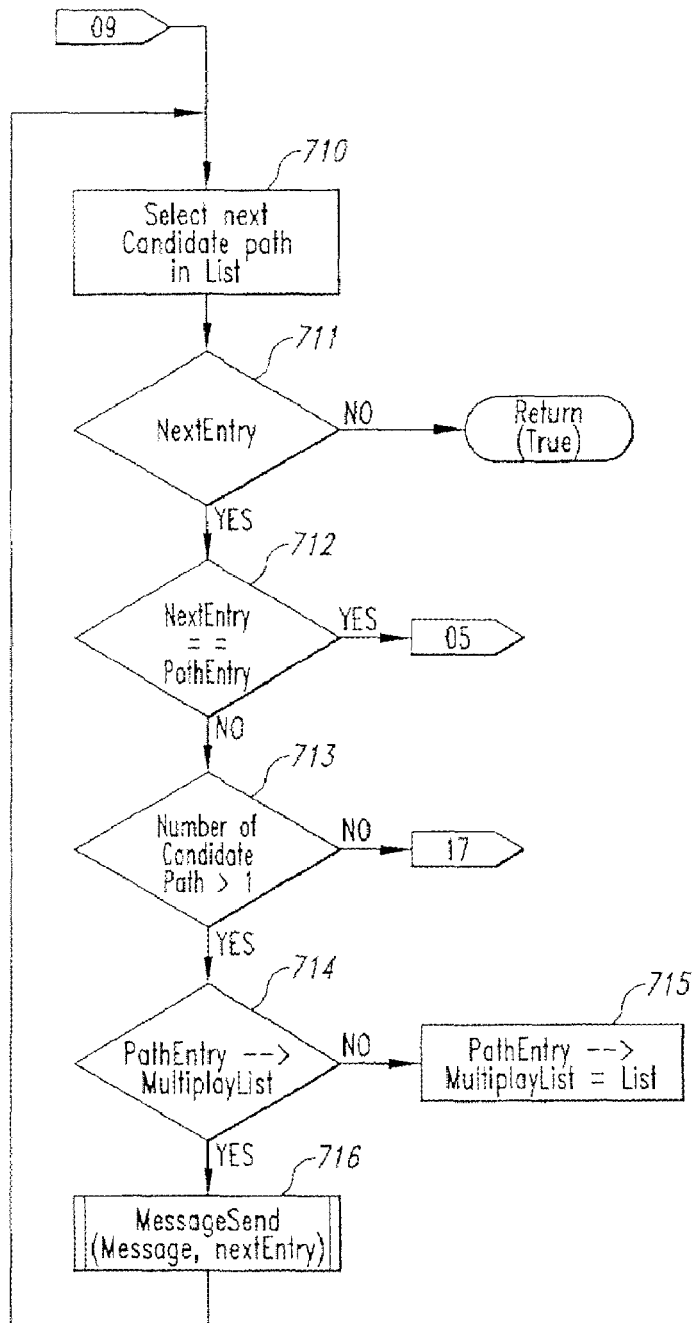 09
710
Select next
Candidate path
in List
711
NextEntry
NO
Return
(True)
YES
712
NextEntry
= =
PathEntry
YES
05
NO
713
Number of
Candidate
Path > 1
NO
17
YES
714
PathEntry -->
MultiplayList
NO
715
PathEntry -->
MultiplayList = List
YES
716
MessageSend
(Message, nextEntry)